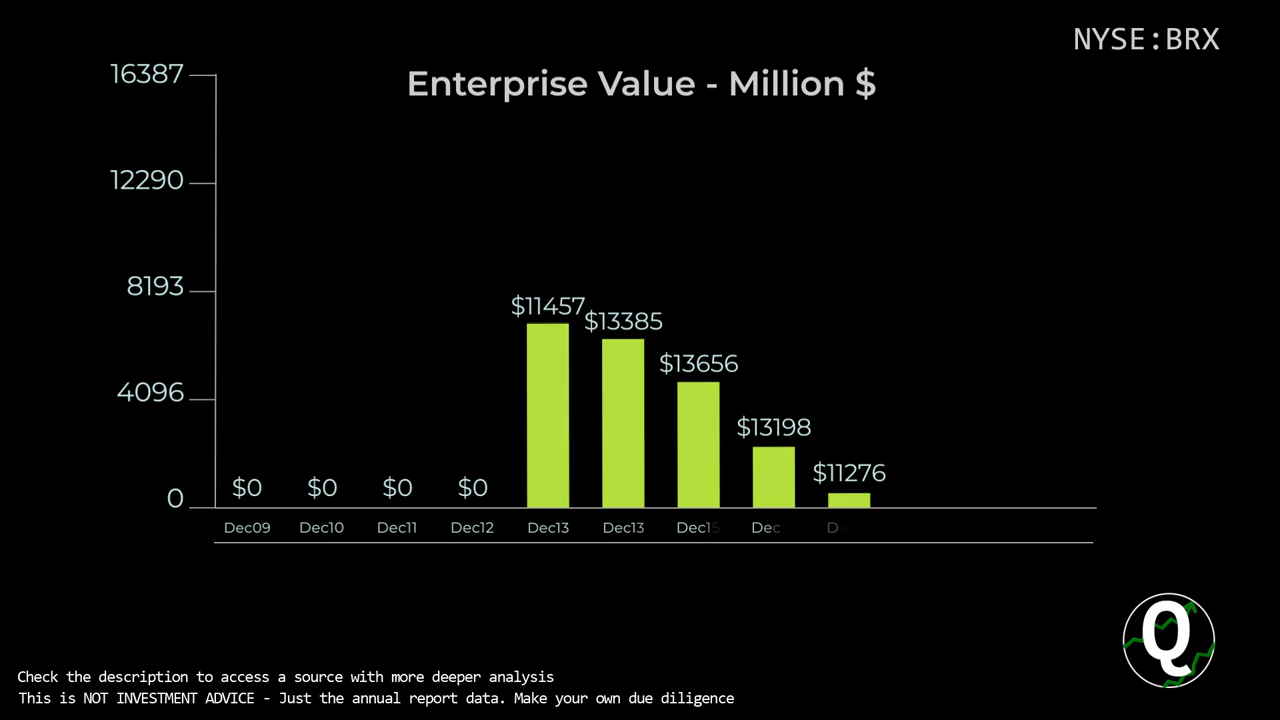 NYSE:BRX
Enterprise Value - Million $
16387
12290
8193
4096
0
$0 $0 $0 $0 $11457 $13385 $13656 $13198 $11276
Dec09 Dec10 Dec11 Dec12 Dec13 Dec13 Dec15 Dec D
Q
Check the description to access a source with more deeper analysis
This is NOT INVESTMENT ADVICE - Just the annual report data. Make your own due diligence